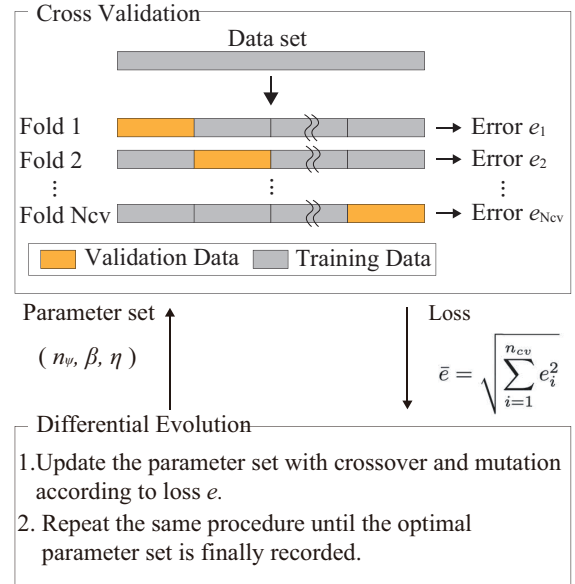 Cross Validation
Data set
Fold 1
Error e₁
Fold 2
Error e₂
⋮ ⋮ ⋮
Fold Ncv
Error eNcv
Validation Data
Training Data
Parameter set
Loss
( nψ, β, η )
ē = √(∑_{i=1}^{n_{cv}} e_i^2)
Differential Evolution
1.Update the parameter set with crossover and mutation
according to loss e.
2. Repeat the same procedure until the optimal
parameter set is finally recorded.